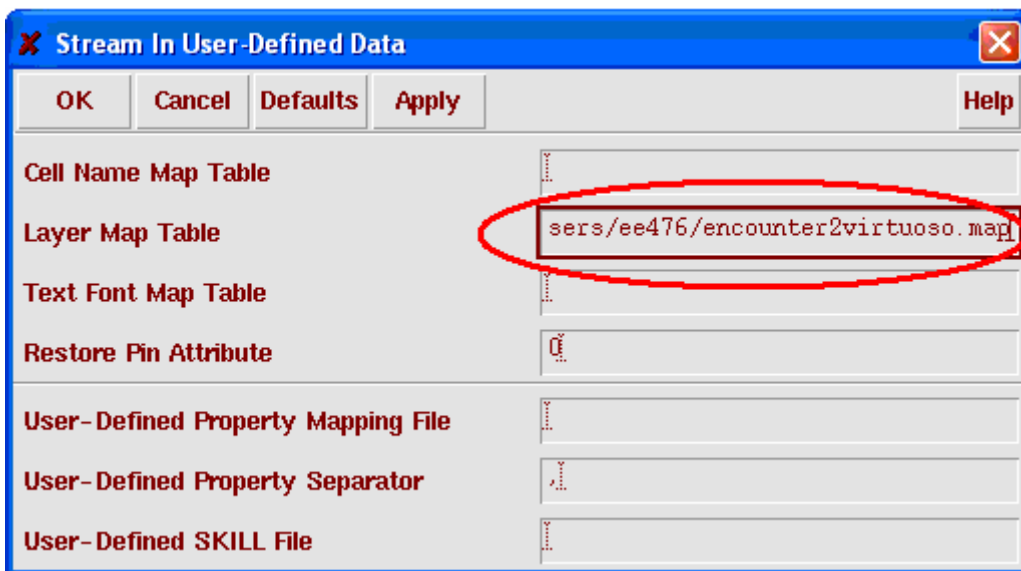 Stream In User-Defined Data
OK Cancel Defaults Apply Help
Cell Name Map Table
Layer Map Table sers/ee476/encounter2virtuoso.map
Text Font Map Table
Restore Pin Attribute 0
User-Defined Property Mapping File
User-Defined Property Separator ,
User-Defined SKILL File